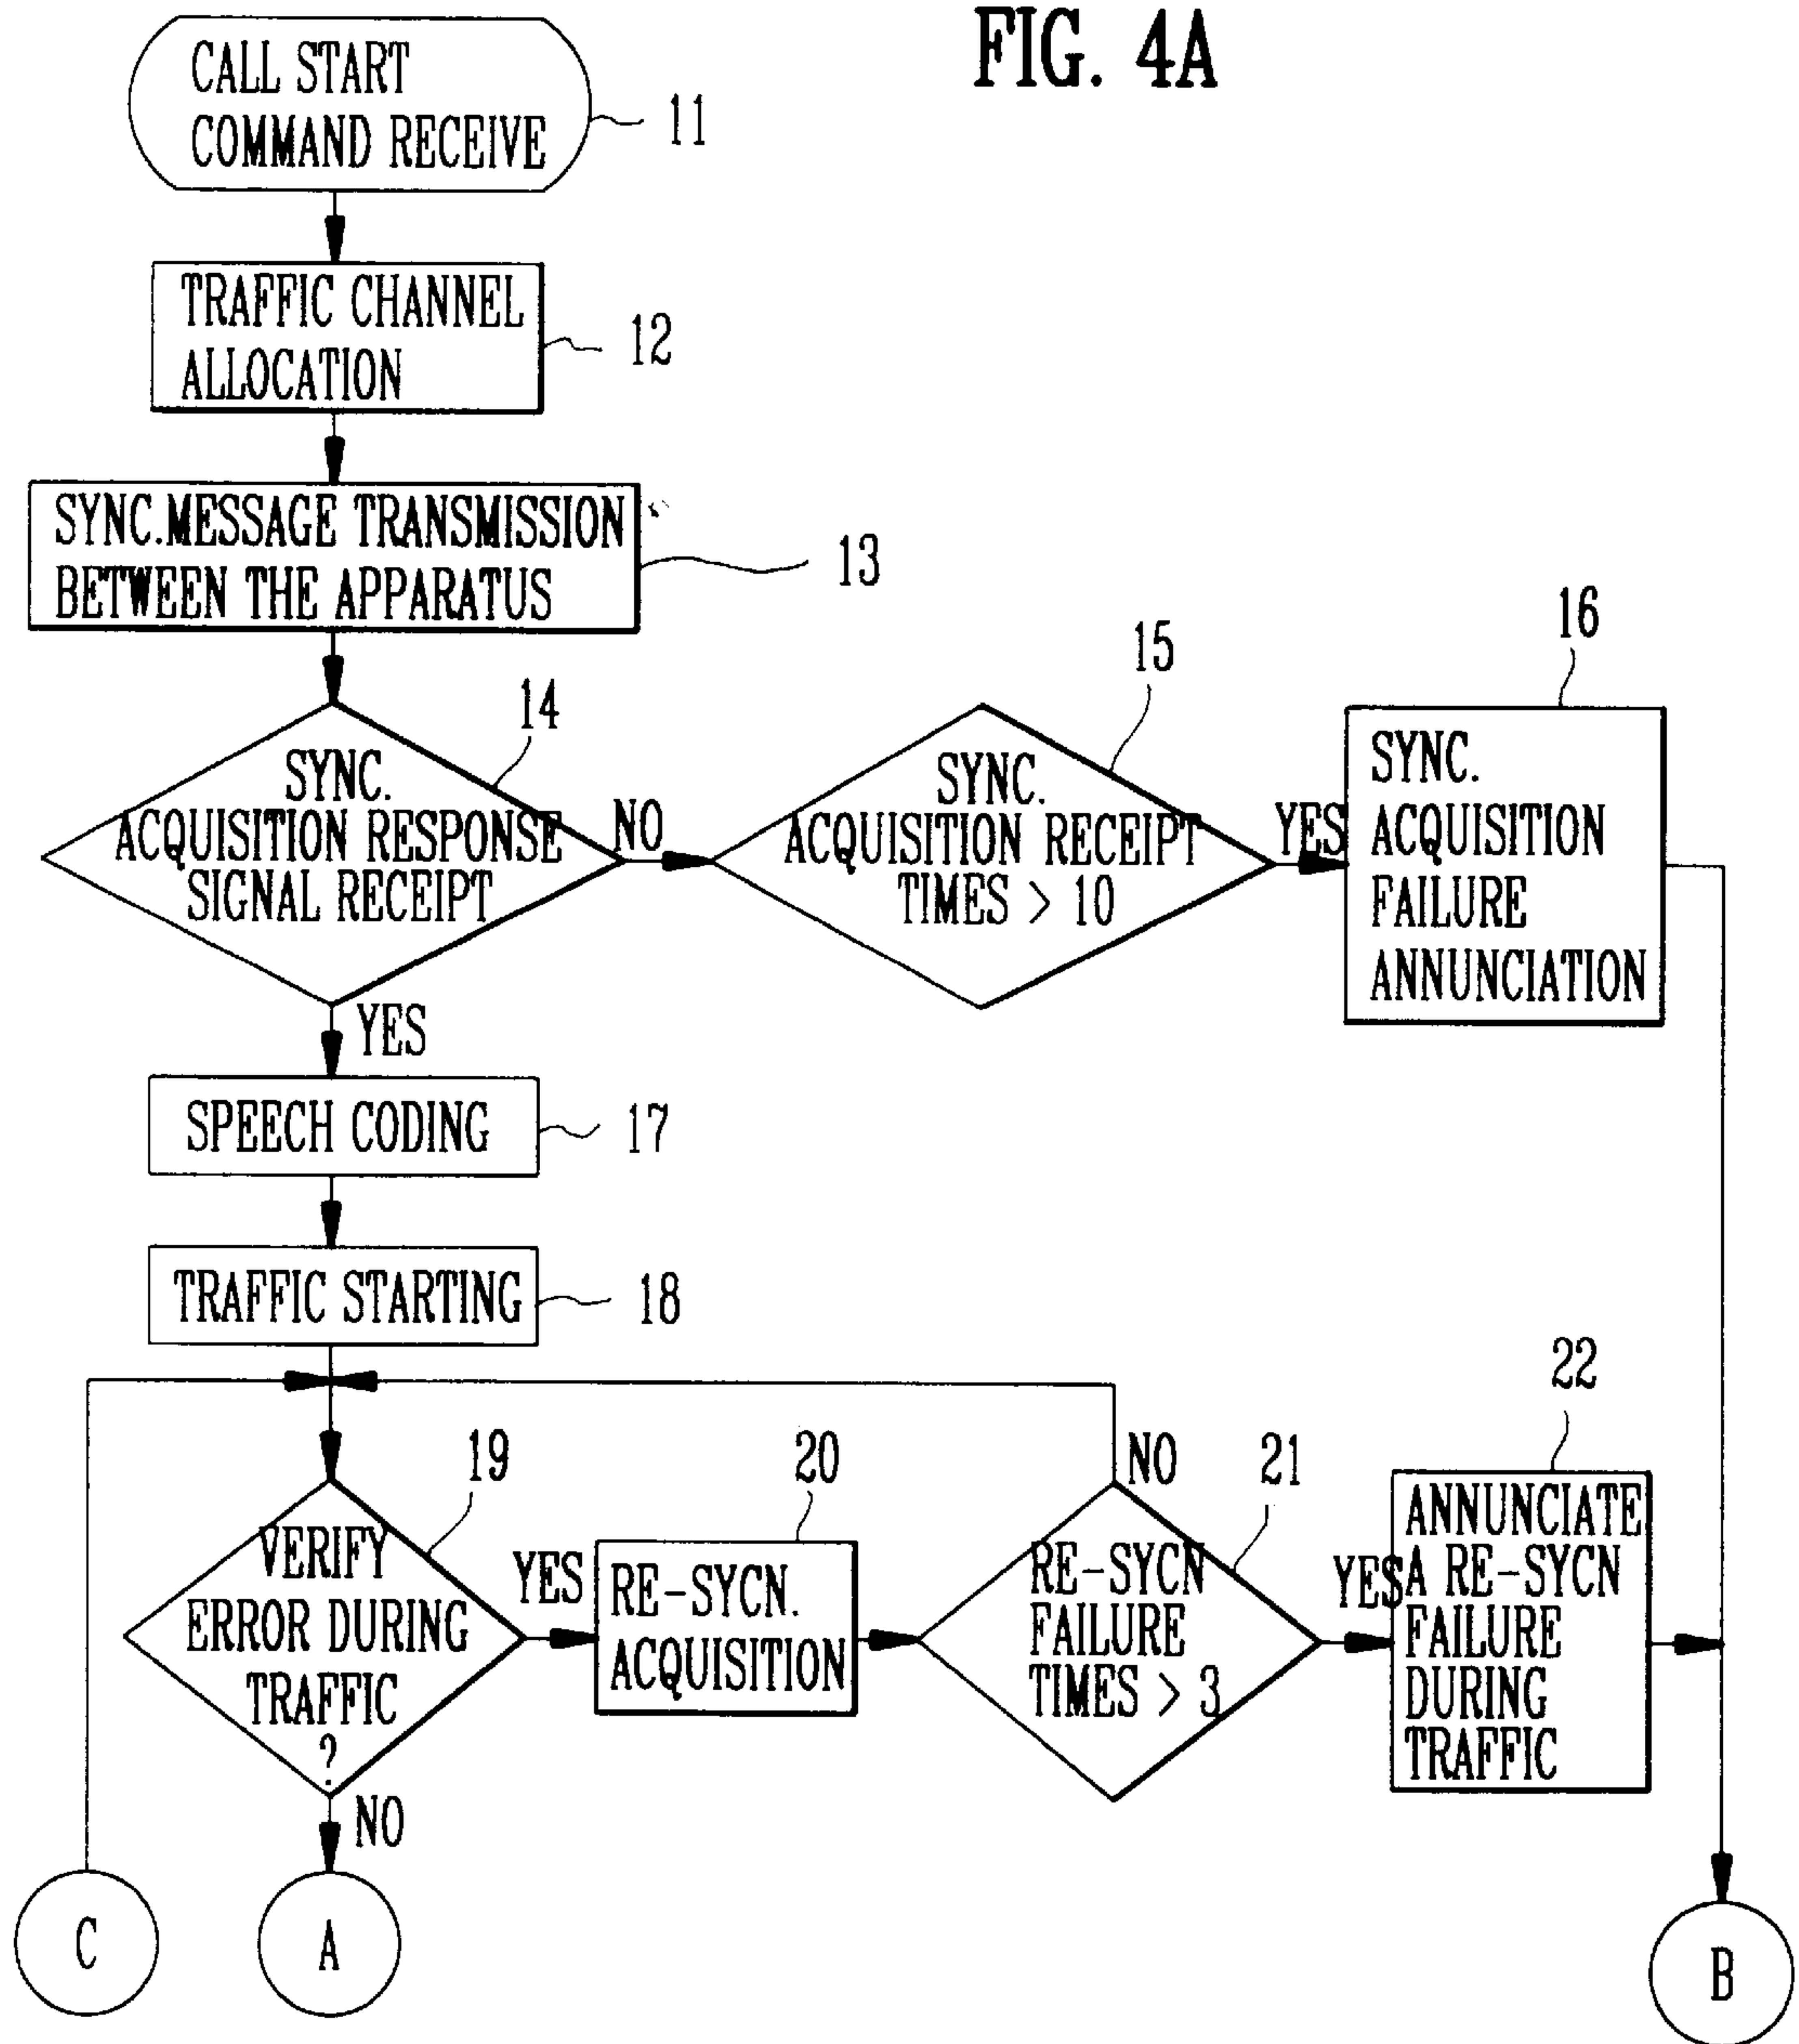 FIG. 4A
CALL START
COMMAND RECEIVE
11
TRAFFIC CHANNEL
ALLOCATION
12
SYNC.MESSAGE TRANSMISSION
BETWEEN THE APPARATUS
13
14
SYNC.
ACQUISITION RESPONSE
SIGNAL RECEIPT
NO
YES
15
SYNC.
ACQUISITION RECEIPT
TIMES > 10
YES
16
SYNC.
ACQUISITION
FAILURE
ANNUNCIATION
SPEECH CODING
17
TRAFFIC STARTING
18
19
VERIFY
ERROR DURING
TRAFFIC
?
YES
NO
20
RE-SYCN.
ACQUISITION
21
RE-SYCN
FAILURE
TIMES > 3
NO
YES
22
ANNUNCIATE
A RE-SYCN
FAILURE
DURING
TRAFFIC
C
A
B